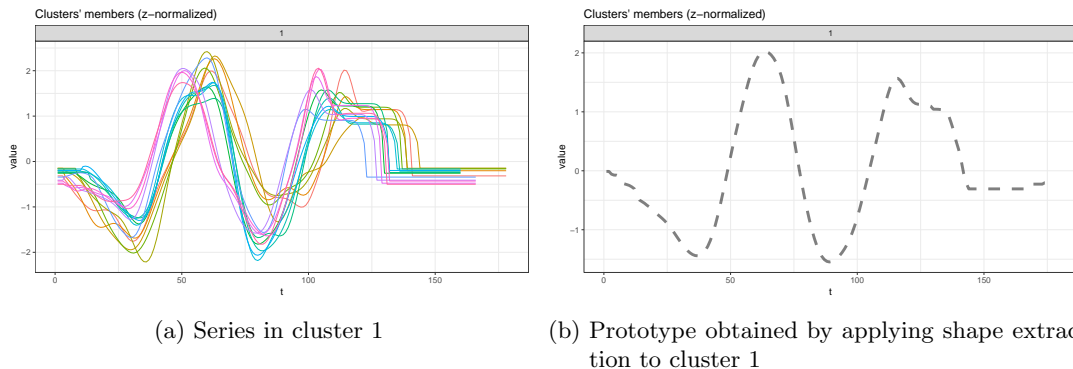 Clusters' members (z-normalized)
1
2
1
0
−1
−2
value
0
50
100
150
t
(a) Series in cluster 1
Clusters' members (z-normalized)
1
2
1
0
−1
value
0
50
100
150
t
(b) Prototype obtained by applying shape extrac
tion to cluster 1